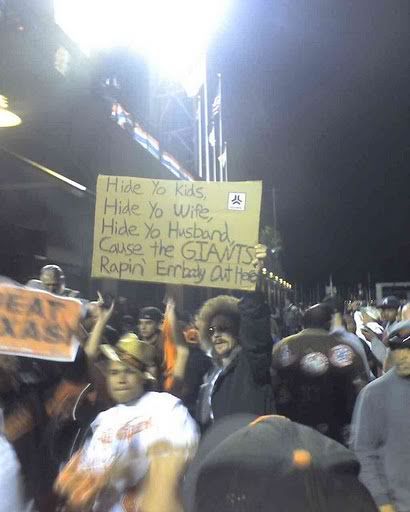 Hide Yo Kids,
Hide Yo Wife,
Hide Yo Husband,
Cause the GIANTS
Rapin' Errbody Out Here